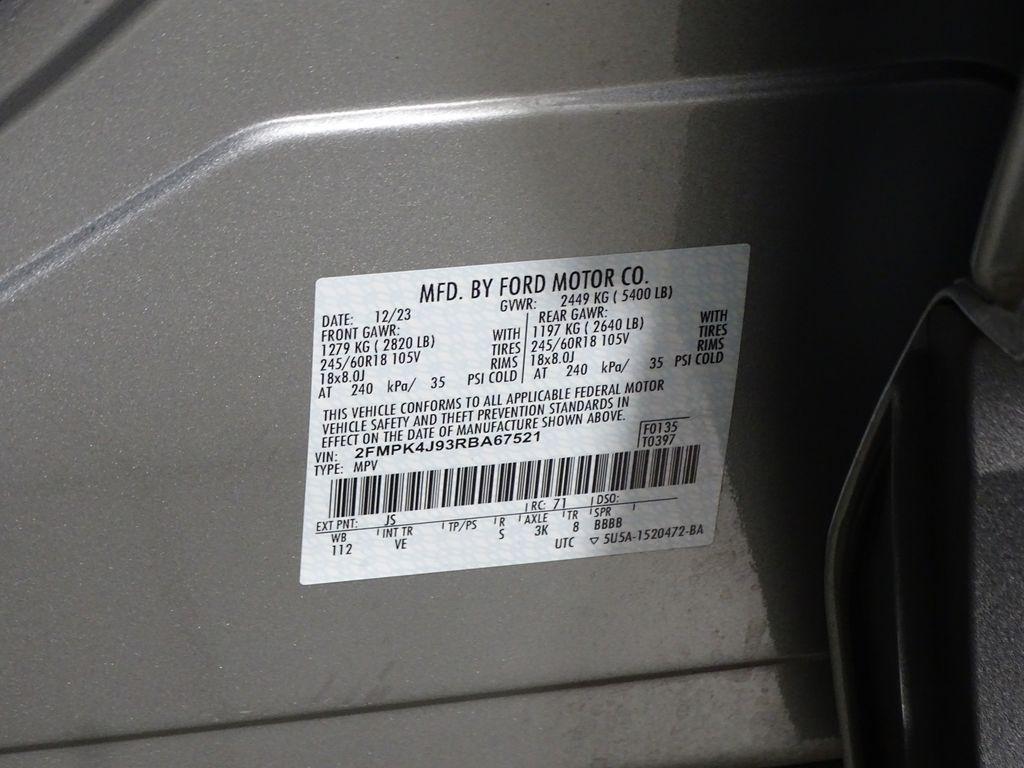 MFD. BY FORD MOTOR CO.
DATE: 12/23 GVWR: 2449 KG ( 5400 LB)
FRONT GAWR: WITH REAR GAWR: WITH
1279 KG ( 2820 LB) TIRES 1197 KG ( 2640 LB) TIRES
245/60R18 105V RIMS 245/60R18 105V RIMS
18x8.0J 18x8.0J
AT 240 kPa/ 35 PSI COLD AT 240 kPa/ 35 PSI COLD
THIS VEHICLE CONFORMS TO ALL APPLICABLE FEDERAL MOTOR
VEHICLE SAFETY AND THEFT PREVENTION STANDARDS IN
EFFECT ON THE DATE OF MANUFACTURE SHOWN ABOVE.
VIN: 2FMPK4J93RBA67521 F0135
TYPE: MPV T0397
EXT PNT: JS RC: 71 DSO:
WB INT TR TP/PS R AXLE TR SPR
112 VE S 3K 8 BBBB
UTC ▽ 5U5A-1520472-BA